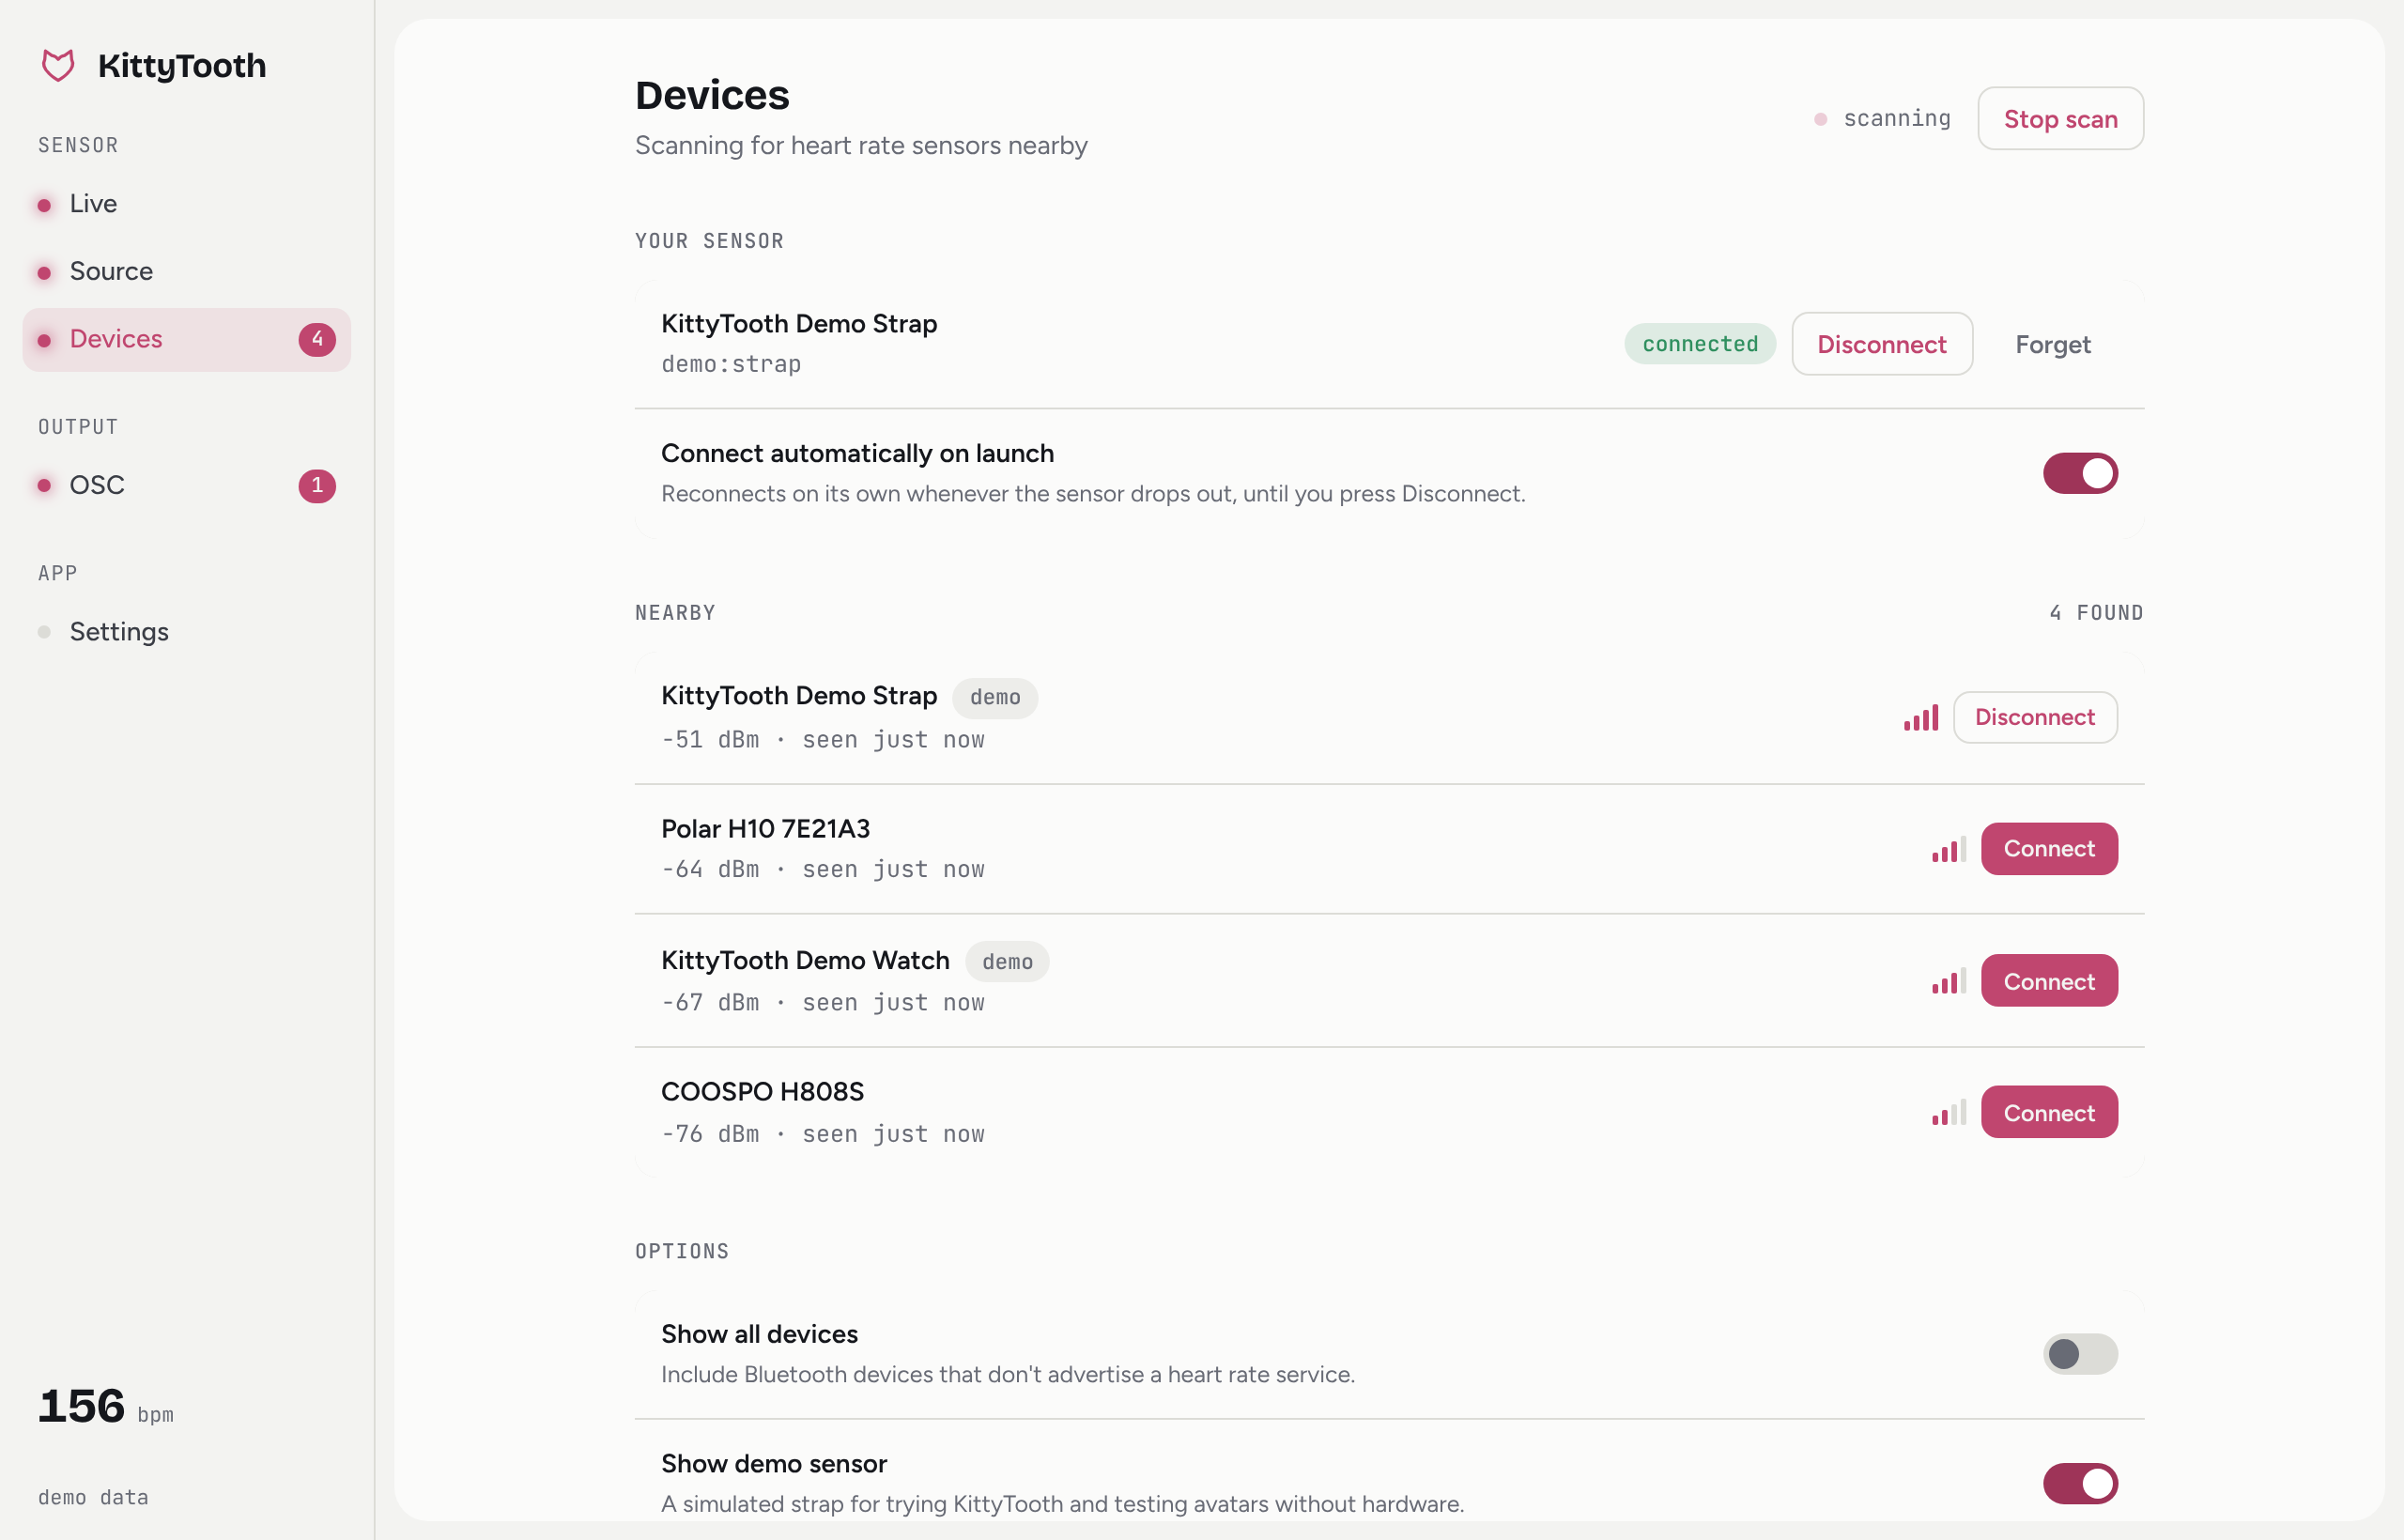 KittyTooth
SENSOR
Live
Source
Devices 4
OUTPUT
OSC 1
APP
Settings
156 bpm
demo data
Devices
Scanning for heart rate sensors nearby
scanning Stop scan
YOUR SENSOR
KittyTooth Demo Strap
demo:strap
connected Disconnect Forget
Connect automatically on launch
Reconnects on its own whenever the sensor drops out, until you press Disconnect.
NEARBY 4 FOUND
KittyTooth Demo Strap demo
-51 dBm · seen just now
Disconnect
Polar H10 7E21A3
-64 dBm · seen just now
Connect
KittyTooth Demo Watch demo
-67 dBm · seen just now
Connect
COOSPO H808S
-76 dBm · seen just now
Connect
OPTIONS
Show all devices
Include Bluetooth devices that don't advertise a heart rate service.
Show demo sensor
A simulated strap for trying KittyTooth and testing avatars without hardware.